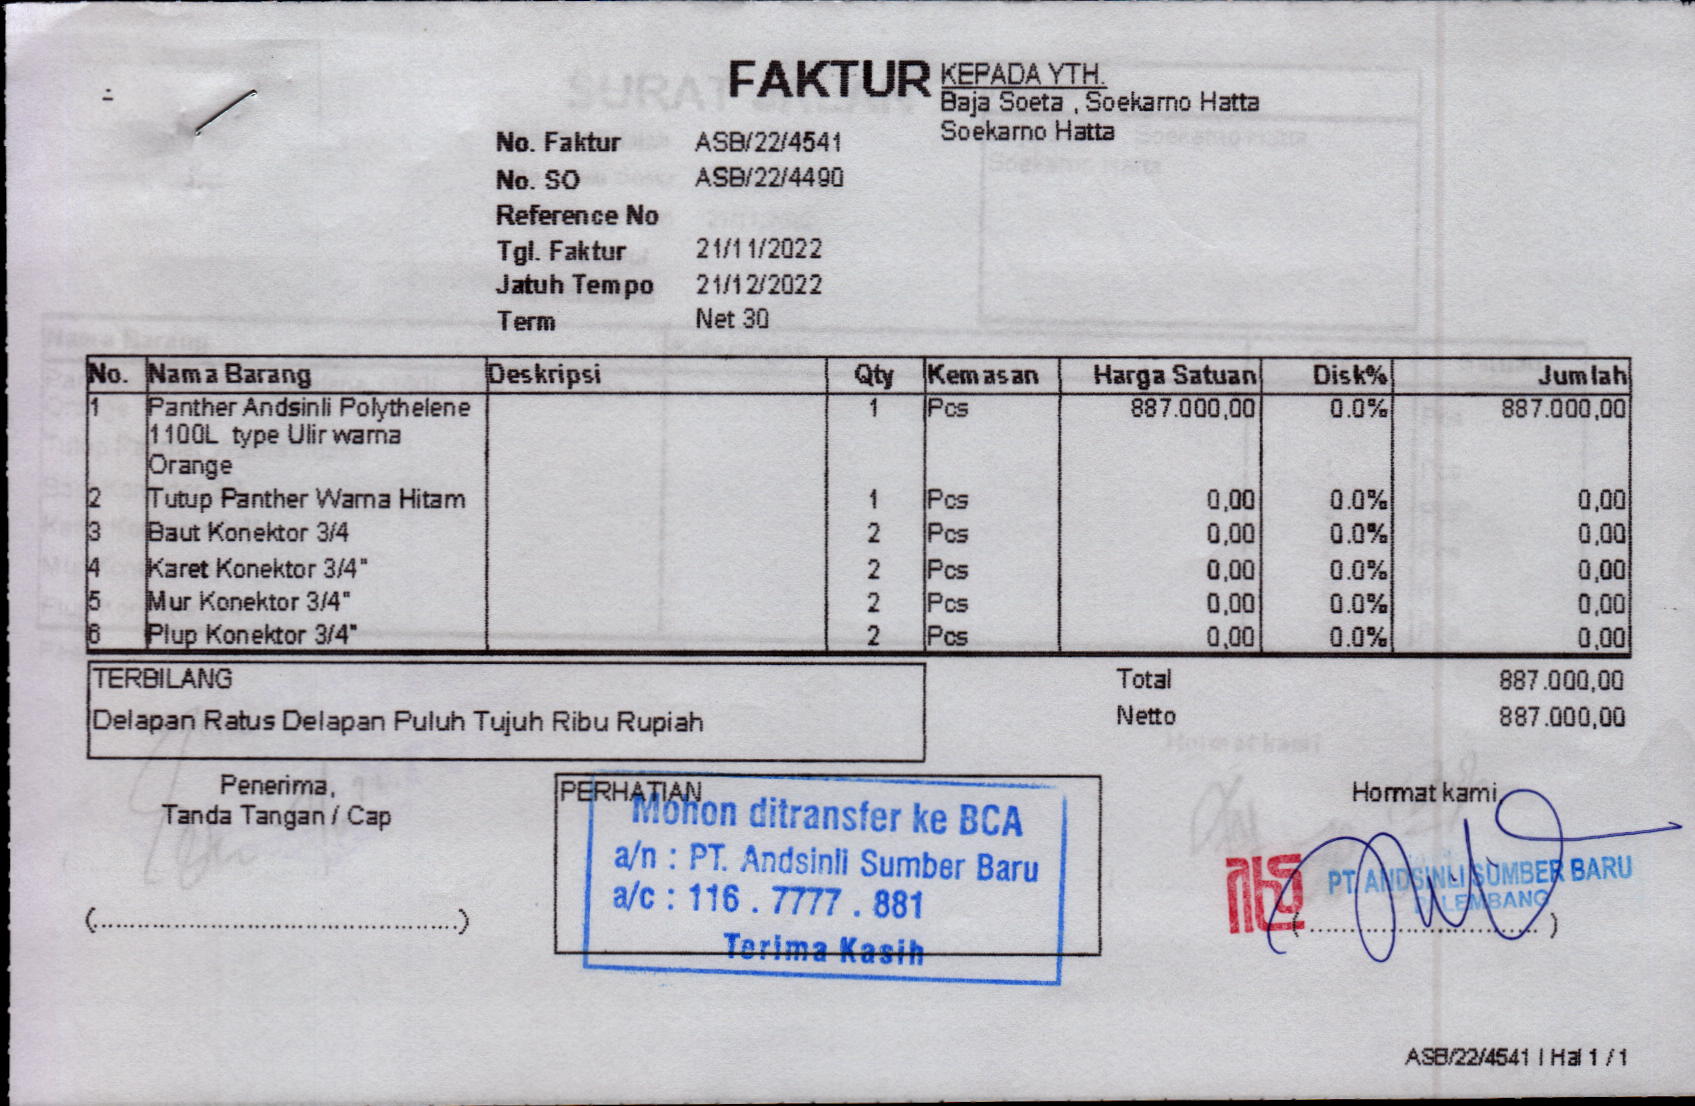 FAKTUR
KEPADA YTH.
Baja Soeta , Soekarno Hatta
Soekarno Hatta
No. Faktur ASB/22/4541
No. SO ASB/22/4490
Reference No
Tgl. Faktur 21/11/2022
Jatuh Tempo 21/12/2022
Term Net 30
No. Nama Barang Deskripsi Qty Kemasan Harga Satuan Disk% Jumlah
1 Panther Andsinli Polythelene 1 Pcs 887.000,00 0.0% 887.000,00
1100L type Ulir warna
Orange
2 Tutup Panther Warna Hitam 1 Pcs 0,00 0.0% 0,00
3 Baut Konektor 3/4 2 Pcs 0,00 0.0% 0,00
4 Karet Konektor 3/4" 2 Pcs 0,00 0.0% 0,00
5 Mur Konektor 3/4" 2 Pcs 0,00 0.0% 0,00
6 Plup Konektor 3/4" 2 Pcs 0,00 0.0% 0,00
TERBILANG
Delapan Ratus Delapan Puluh Tujuh Ribu Rupiah
Total 887.000,00
Netto 887.000,00
Penerima,
Tanda Tangan / Cap
(..............................................)
PERHATIAN
Mohon ditransfer ke BCA
a/n : PT. Andsinli Sumber Baru
a/c : 116 . 7777 . 881
Terima Kasih
Hormat kami
PT. ANDSINLI SUMBER BARU
PALEMBANG
(..............................)
ASB/22/4541 | Hal 1 / 1